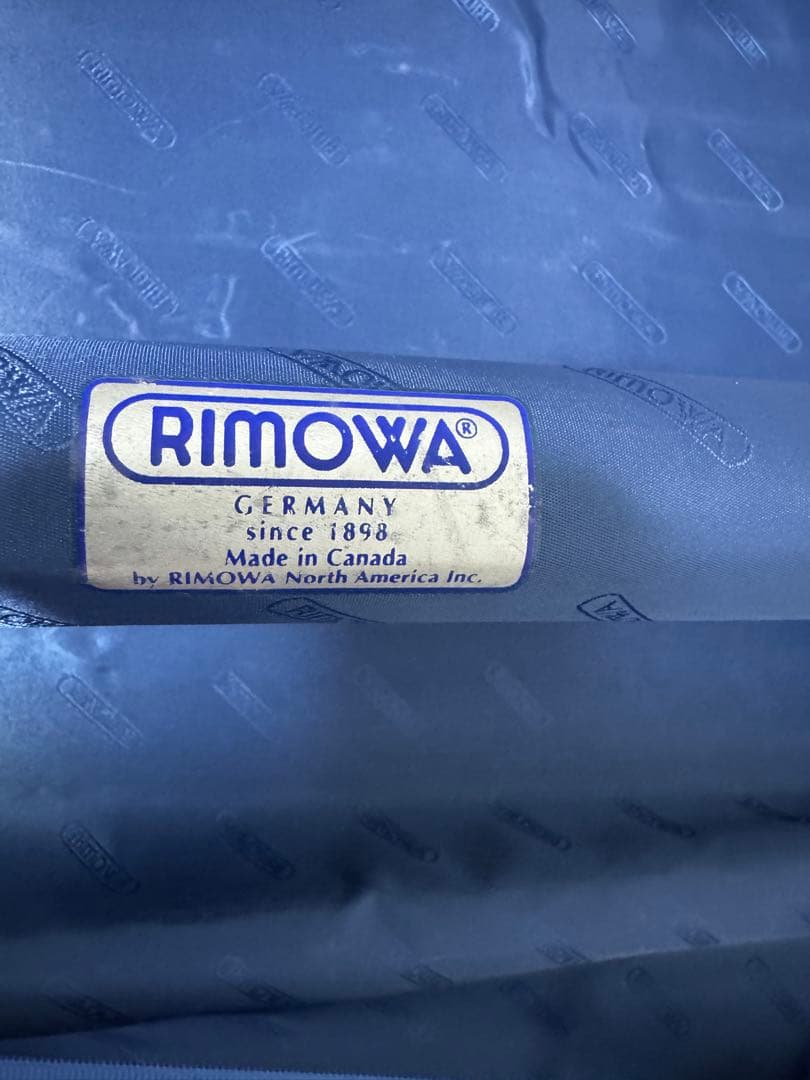 RIMOWA®
GERMANY
since 1898
Made in Canada
by RIMOWA North America Inc.